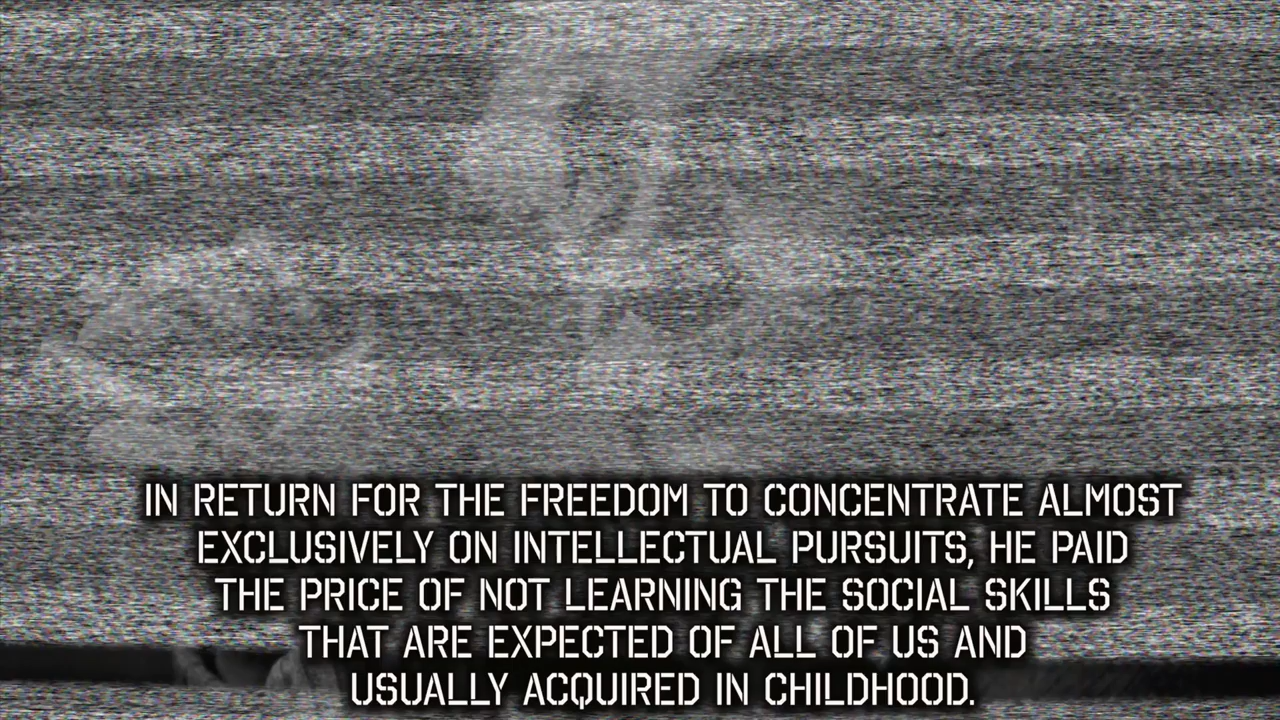 IN RETURN FOR THE FREEDOM TO CONCENTRATE ALMOST
EXCLUSIVELY ON INTELLECTUAL PURSUITS, HE PAID
THE PRICE OF NOT LEARNING THE SOCIAL SKILLS
THAT ARE EXPECTED OF ALL OF US AND
USUALLY ACQUIRED IN CHILDHOOD.